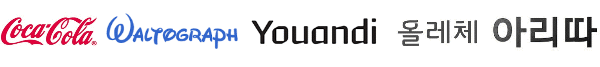 Coca-Cola® Waltograph Youandi 올레체 아리따